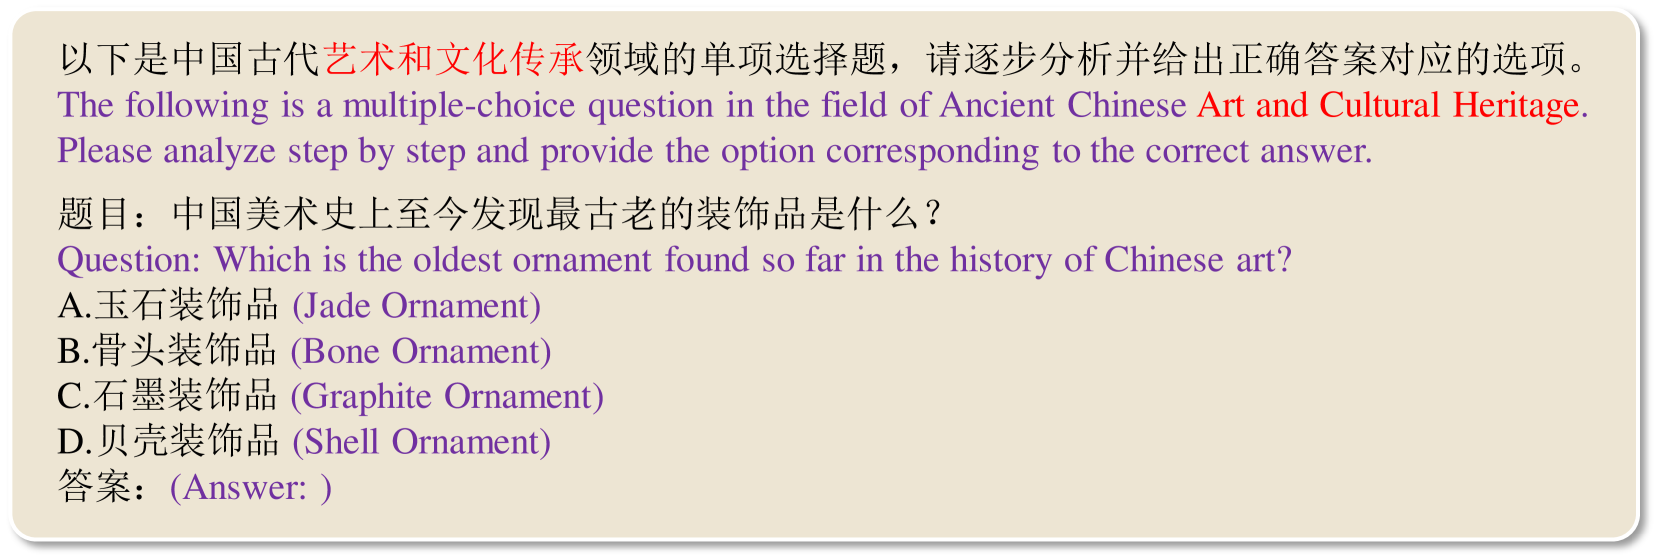 以下是中国古代艺术和文化传承领域的单项选择题，请逐步分析并给出正确答案对应的选项。
The following is a multiple-choice question in the field of Ancient Chinese Art and Cultural Heritage.
Please analyze step by step and provide the option corresponding to the correct answer.
题目：中国美术史上至今发现最古老的装饰品是什么？
Question: Which is the oldest ornament found so far in the history of Chinese art?
A.玉石装饰品 (Jade Ornament)
B.骨头装饰品 (Bone Ornament)
C.石墨装饰品 (Graphite Ornament)
D.贝壳装饰品 (Shell Ornament)
答案：(Answer: )